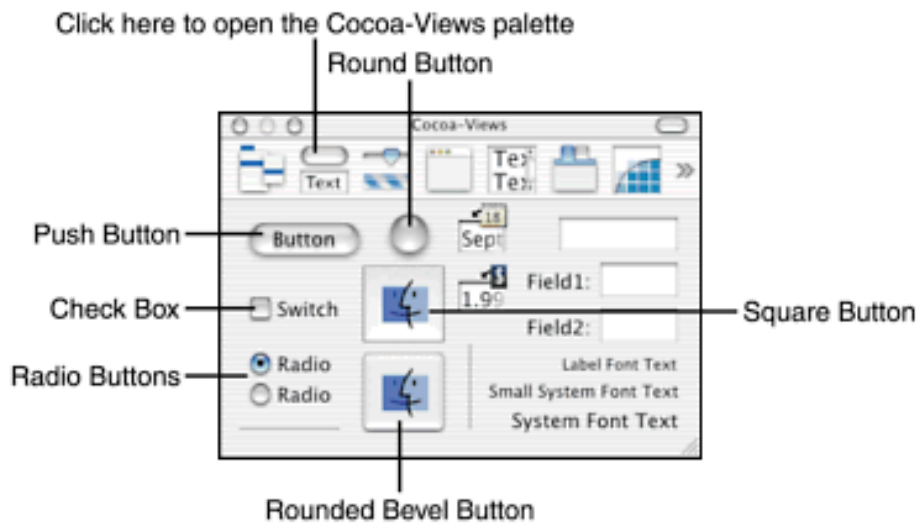 Click here to open the Cocoa-Views palette
Round Button
Cocoa-Views
Text
Tex
Tex
Push Button
Button
18
Sept
Check Box
Switch
1.99
Field1:
Square Button
Field2:
Radio Buttons
Radio
Radio
Label Font Text
Small System Font Text
System Font Text
Rounded Bevel Button